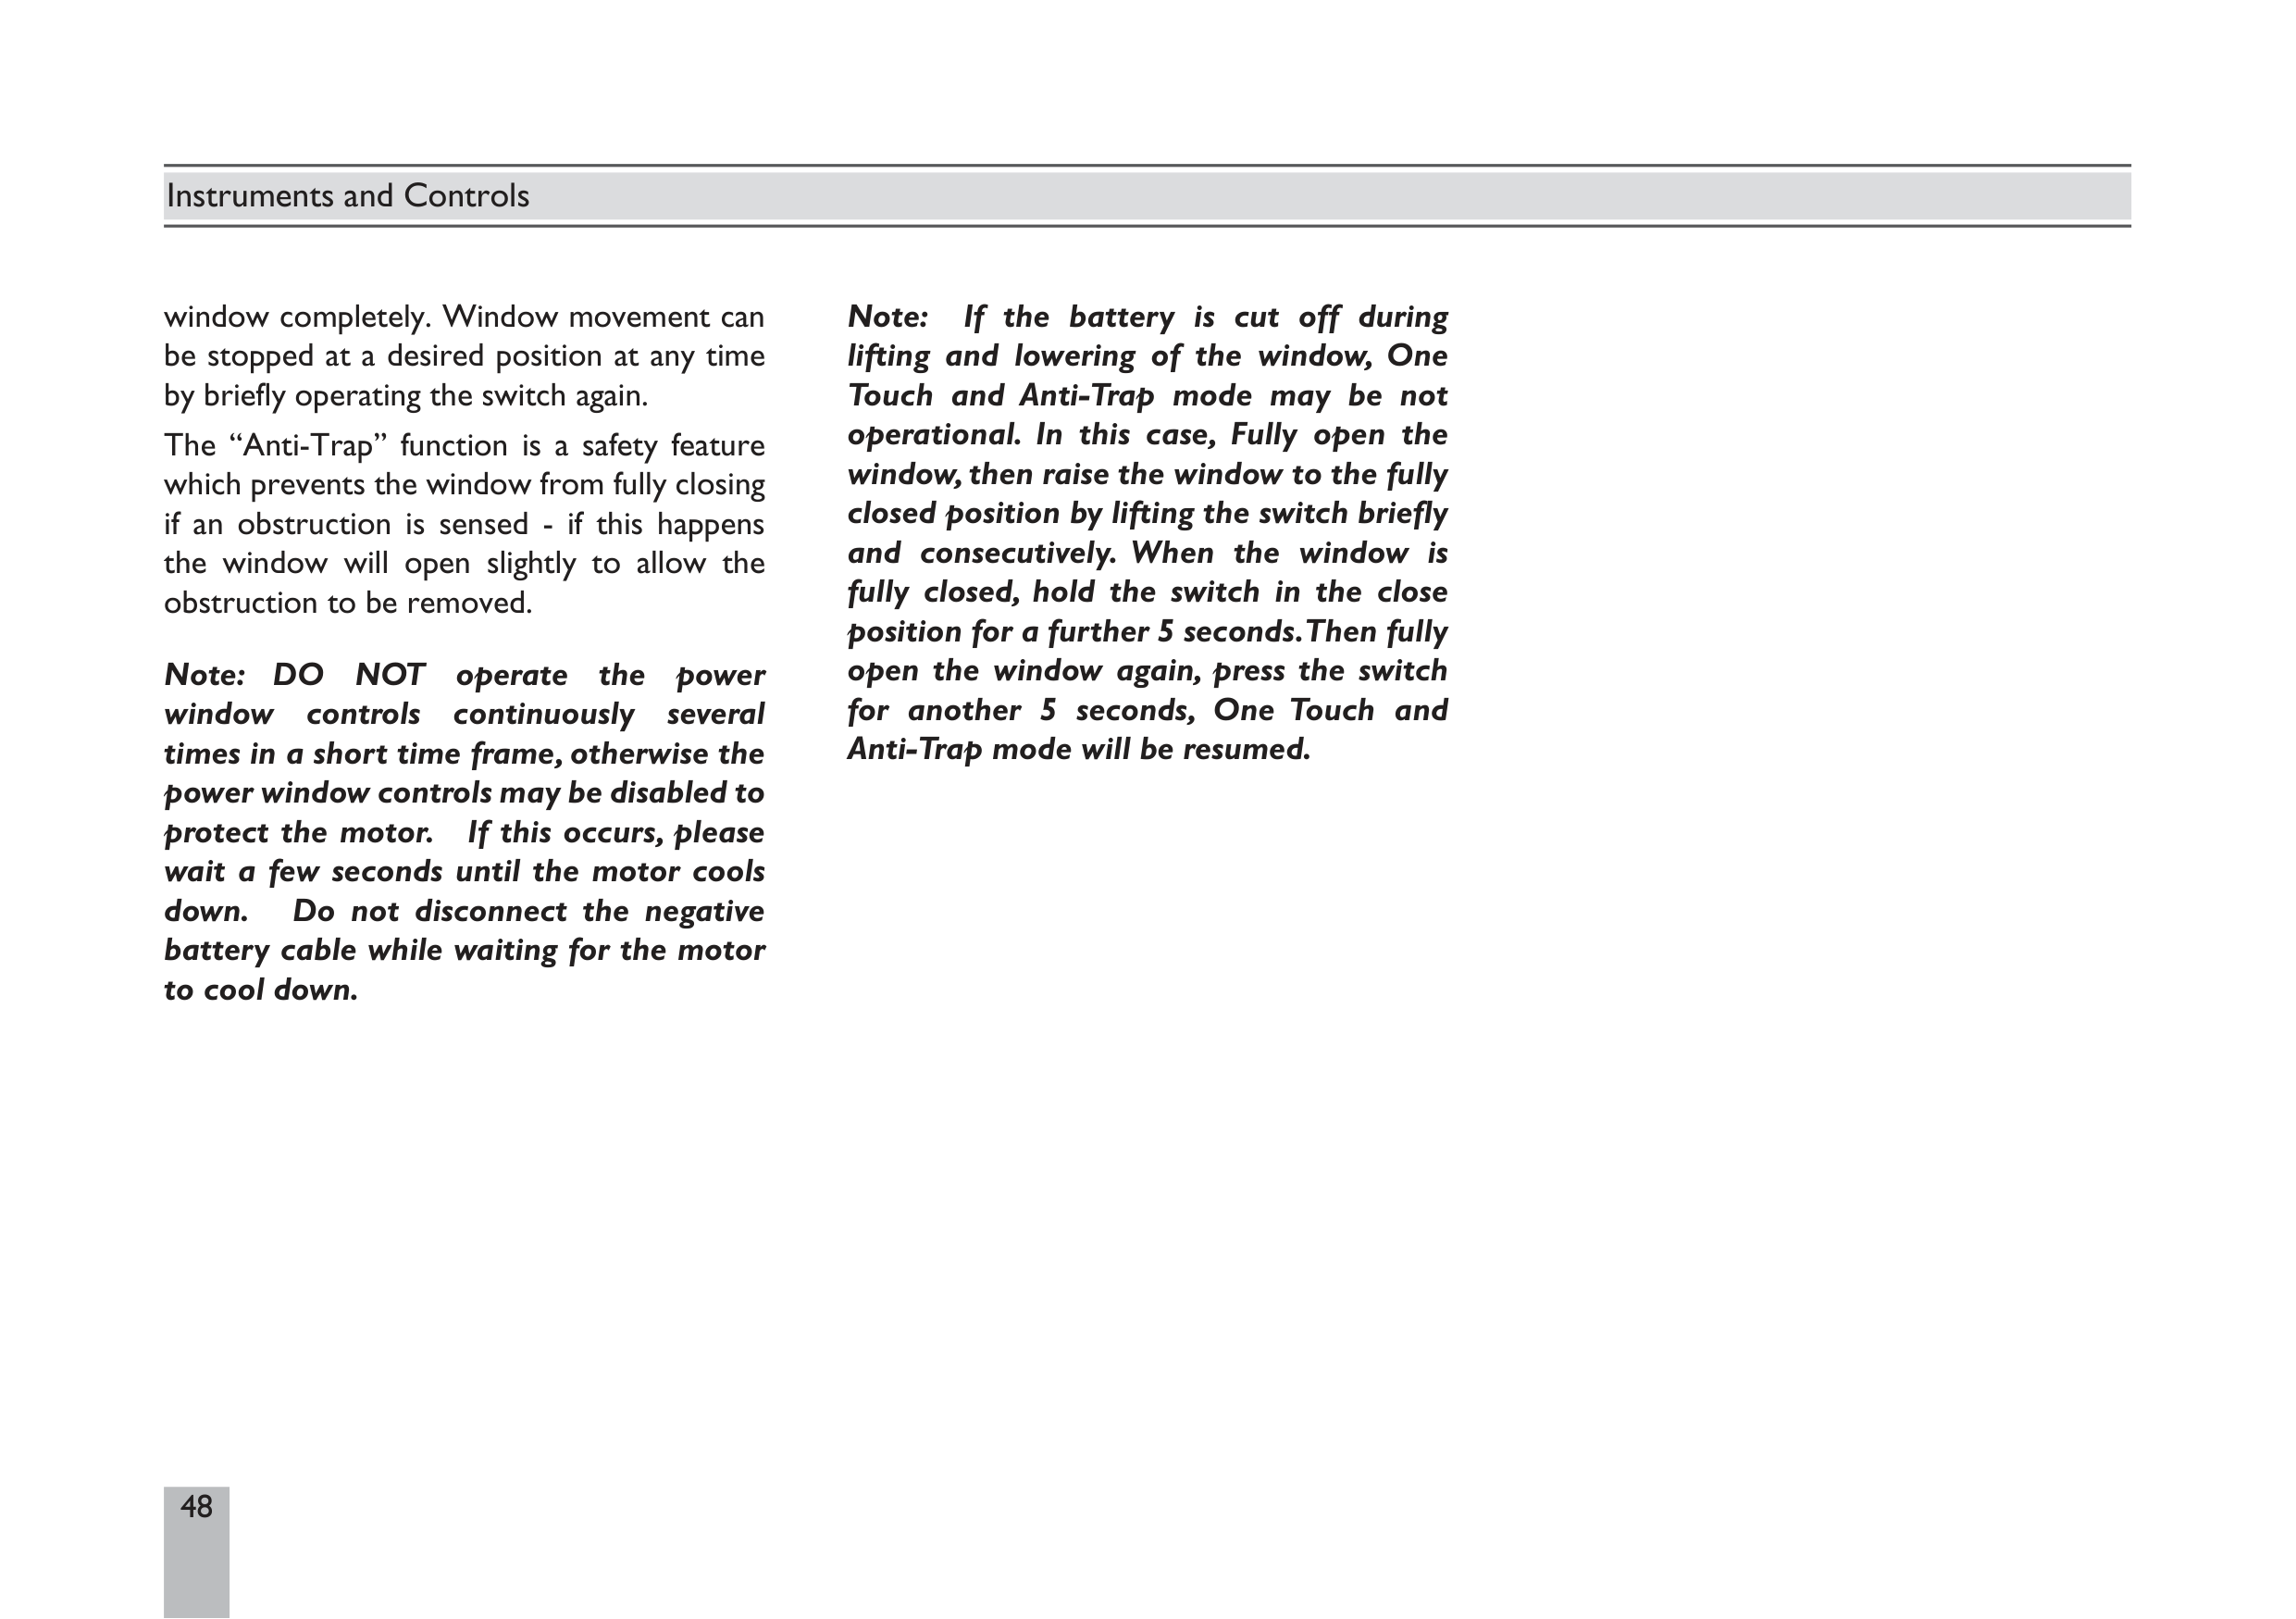 Instruments and Controls
window completely. Window movement can
be stopped at a desired position at any time
by briefly operating the switch again.
The “Anti-Trap” function is a safety feature
which prevents the window from fully closing
if an obstruction is sensed - if this happens
the window will open slightly to allow the
obstruction to be removed.
Note: DO NOT operate the power
window controls continuously several
times in a short time frame, otherwise the
power window controls may be disabled to
protect the motor. If this occurs, please
wait a few seconds until the motor cools
down. Do not disconnect the negative
battery cable while waiting for the motor
to cool down.
Note: If the battery is cut off during
lifting and lowering of the window, One
Touch and Anti-Trap mode may be not
operational. In this case, Fully open the
window, then raise the window to the fully
closed position by lifting the switch briefly
and consecutively. When the window is
fully closed, hold the switch in the close
position for a further 5 seconds. Then fully
open the window again, press the switch
for another 5 seconds, One Touch and
Anti-Trap mode will be resumed.
48